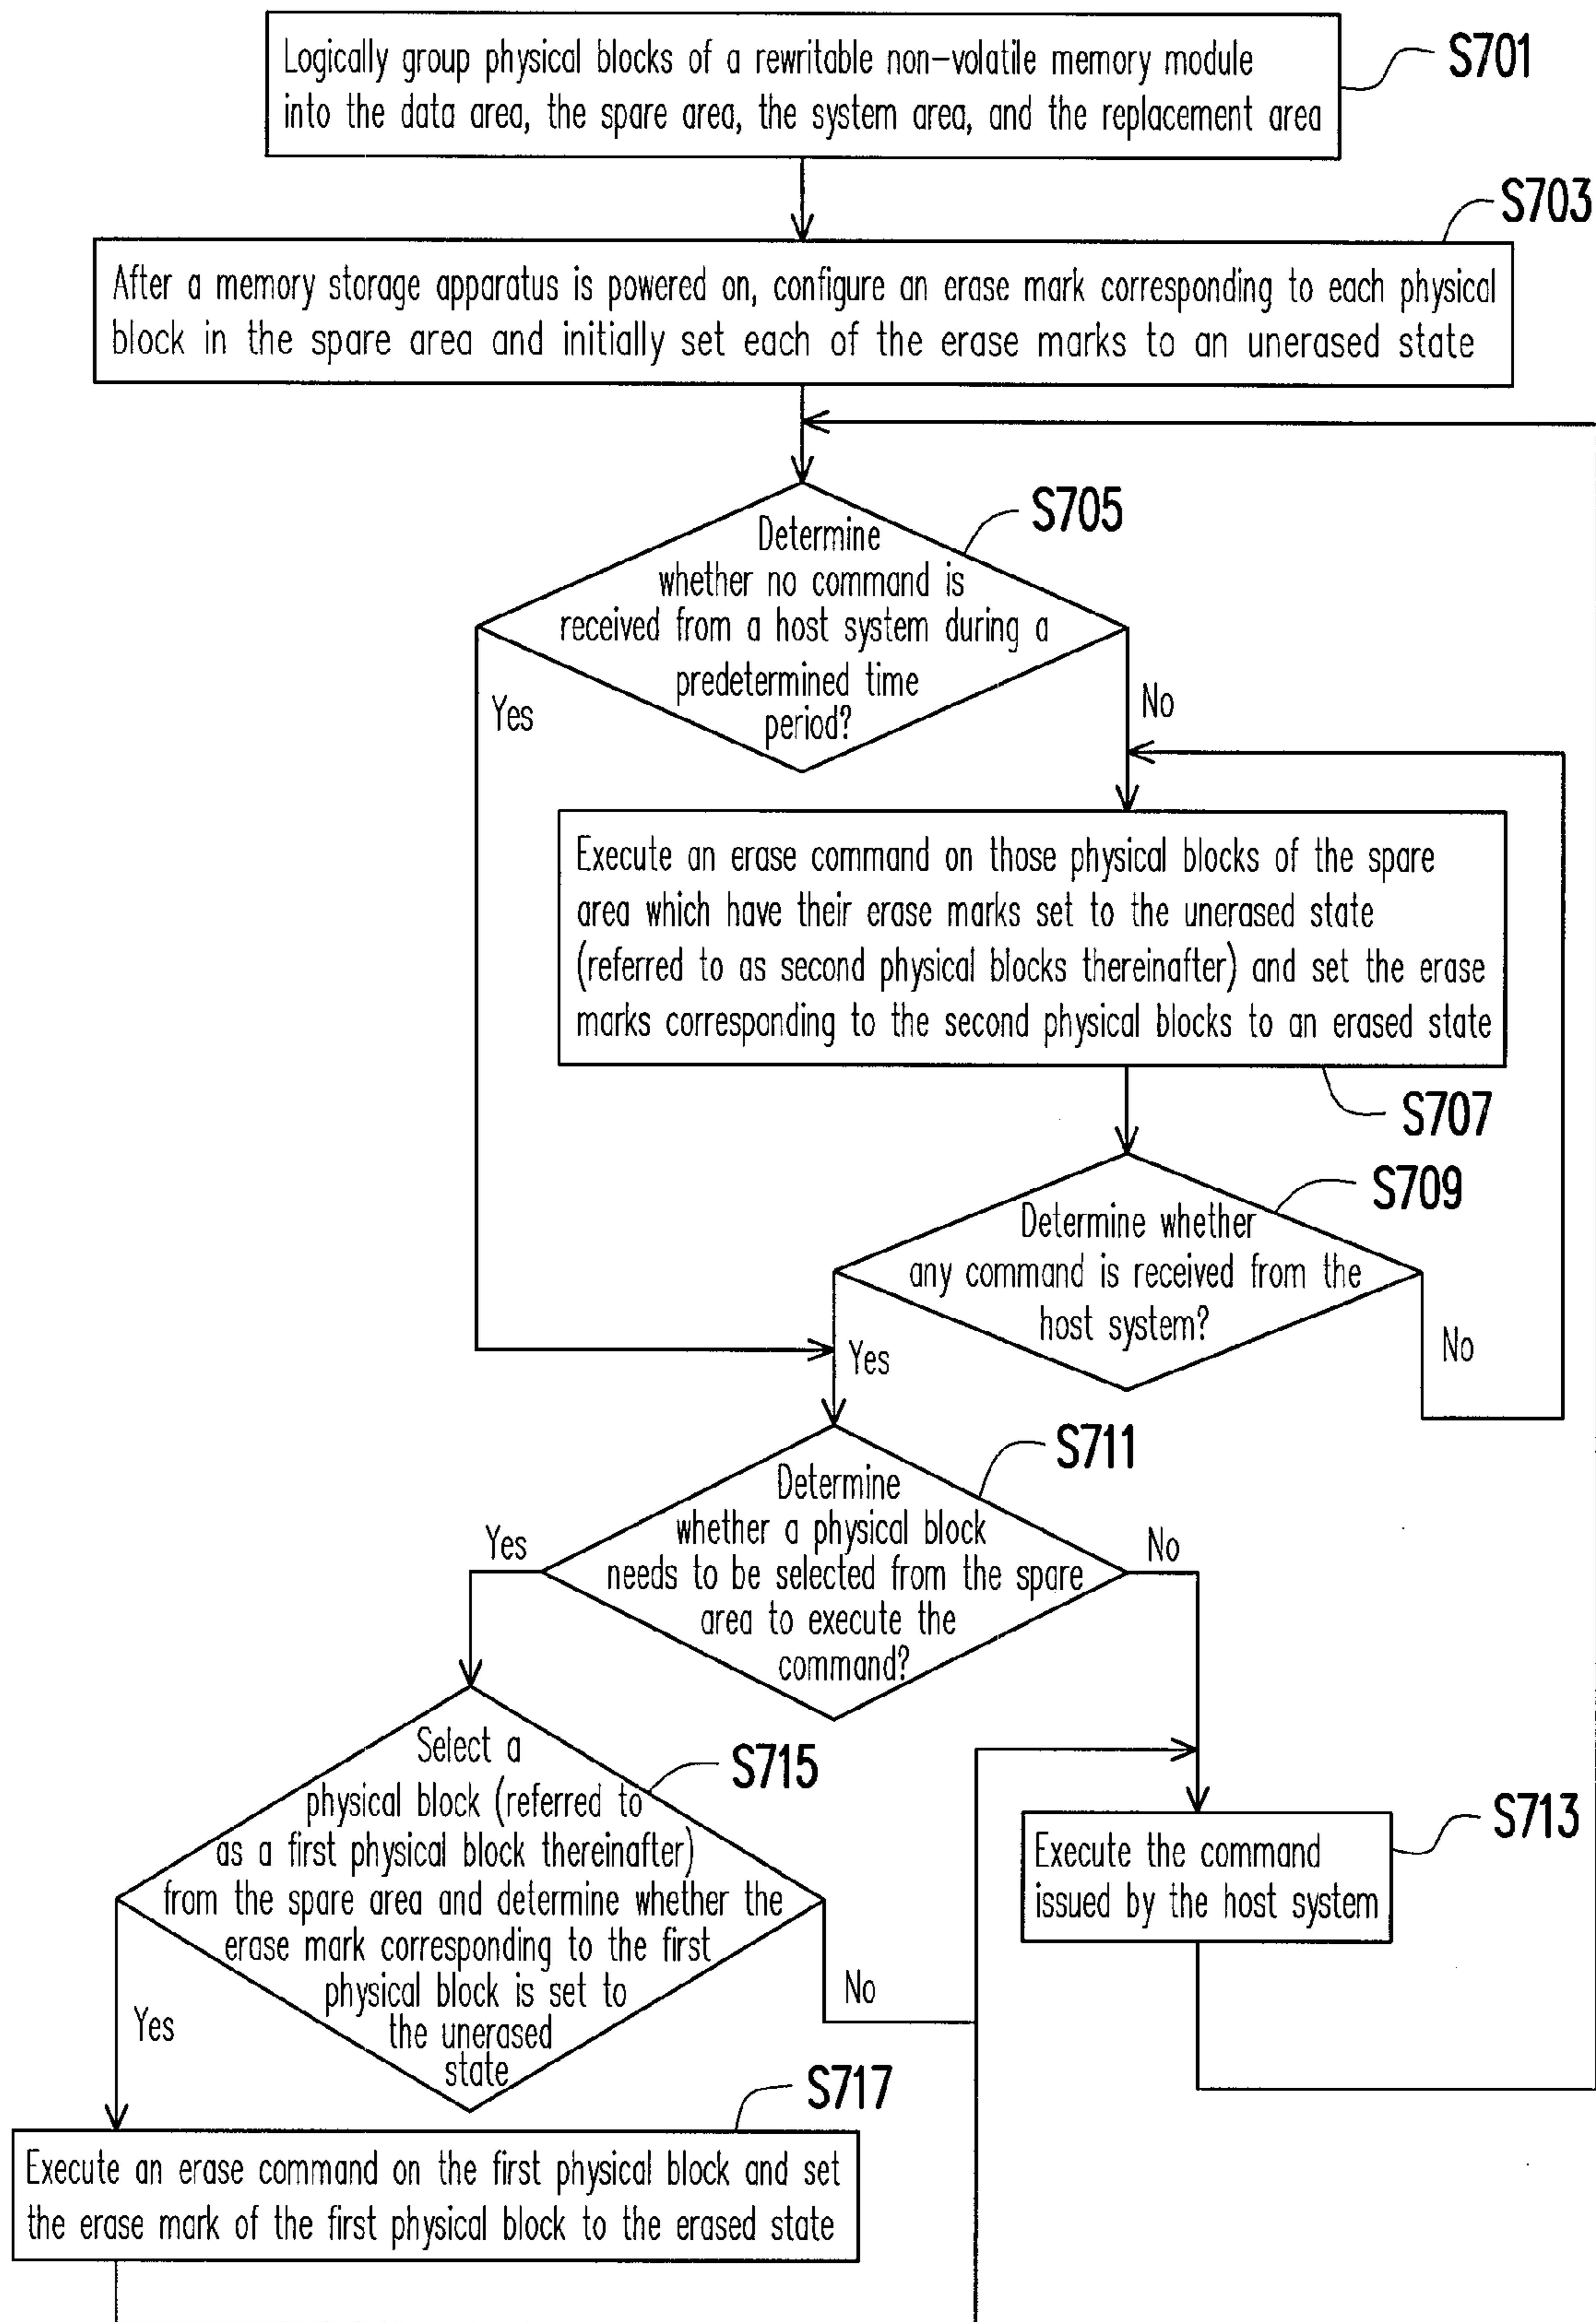 Logically group physical blocks of a rewritable non-volatile memory module
into the data area, the spare area, the system area, and the replacement area
S701
S703
After a memory storage apparatus is powered on, configure an erase mark corresponding to each physical
block in the spare area and initially set each of the erase marks to an unerased state
S705
Determine
whether no command is
received from a host system during a
predetermined time
period?
Yes
No
Execute an erase command on those physical blocks of the spare
area which have their erase marks set to the unerased state
(referred to as second physical blocks thereinafter) and set the erase
marks corresponding to the second physical blocks to an erased state
S707
S709
Determine whether
any command is received from the
host system?
Yes
No
S711
Determine
whether a physical block
needs to be selected from the spare
area to execute the
command?
Yes
No
S715
Select a
physical block (referred to
as a first physical block thereinafter)
from the spare area and determine whether the
erase mark corresponding to the first
physical block is set to
the unerased
state
Yes
No
S713
Execute the command
issued by the host system
S717
Execute an erase command on the first physical block and set
the erase mark of the first physical block to the erased state